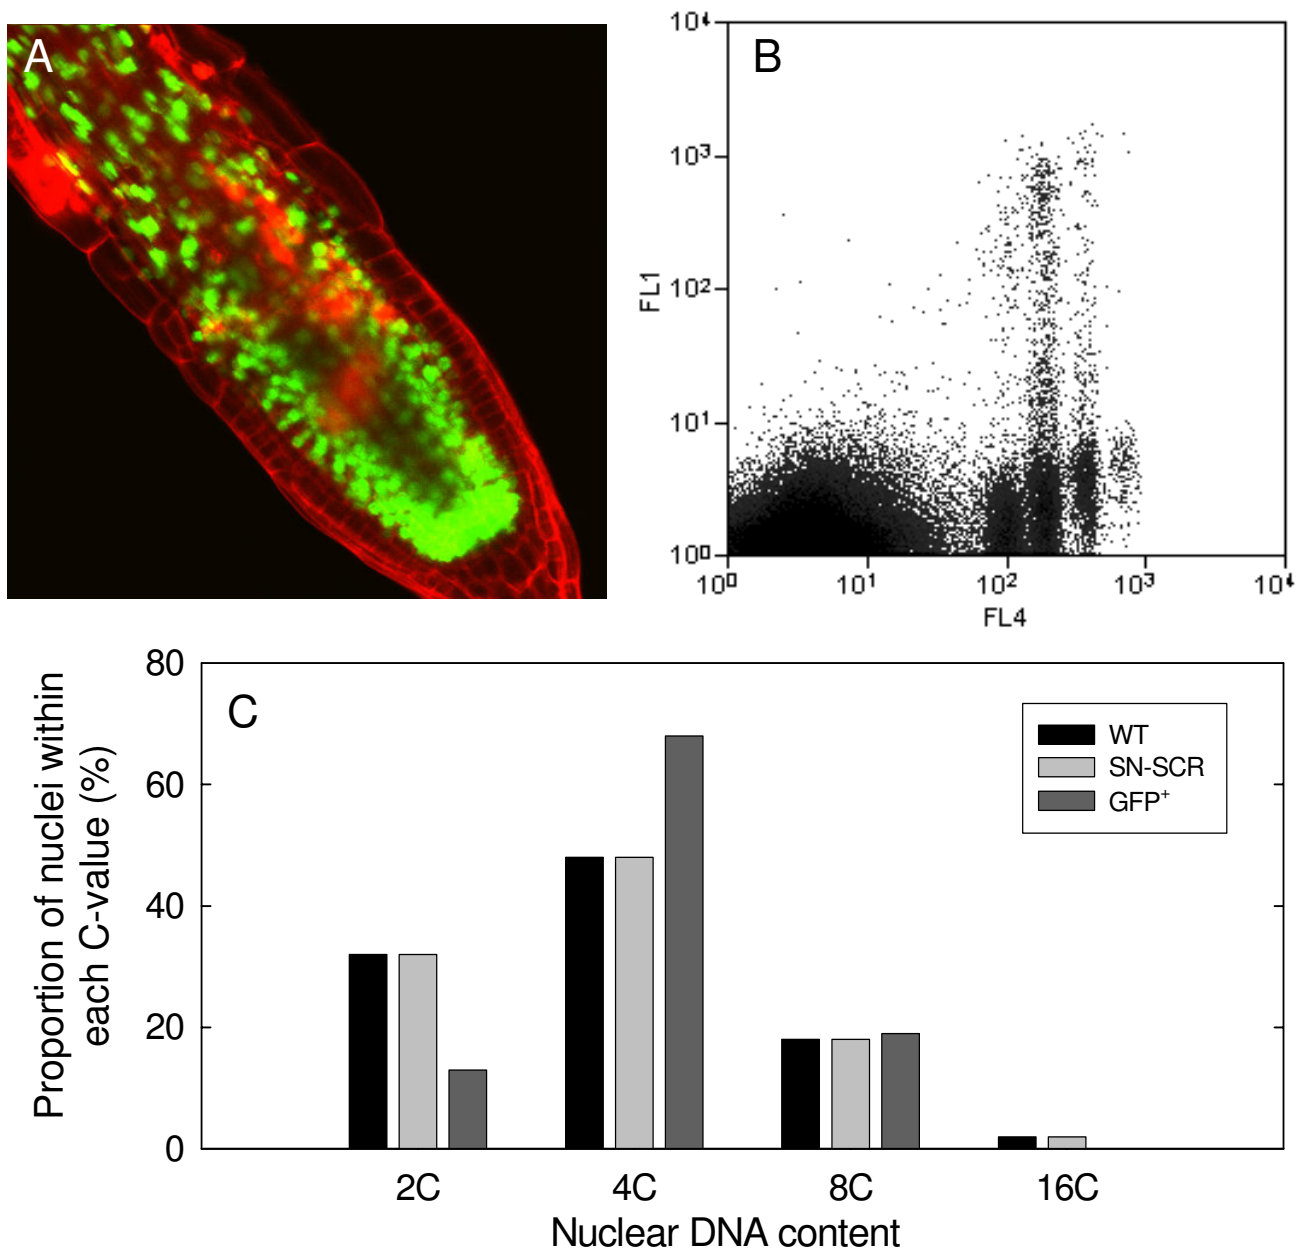 A
B
10⁴
10³
10²
10¹
10⁰
FL1
10⁰ 10¹ 10² 10³ 10⁴
FL4
C
80
60
40
20
0
Proportion of nuclei within
each C-value (%)
WT
SN-SCR
GFP⁺
2C 4C 8C 16C
Nuclear DNA content